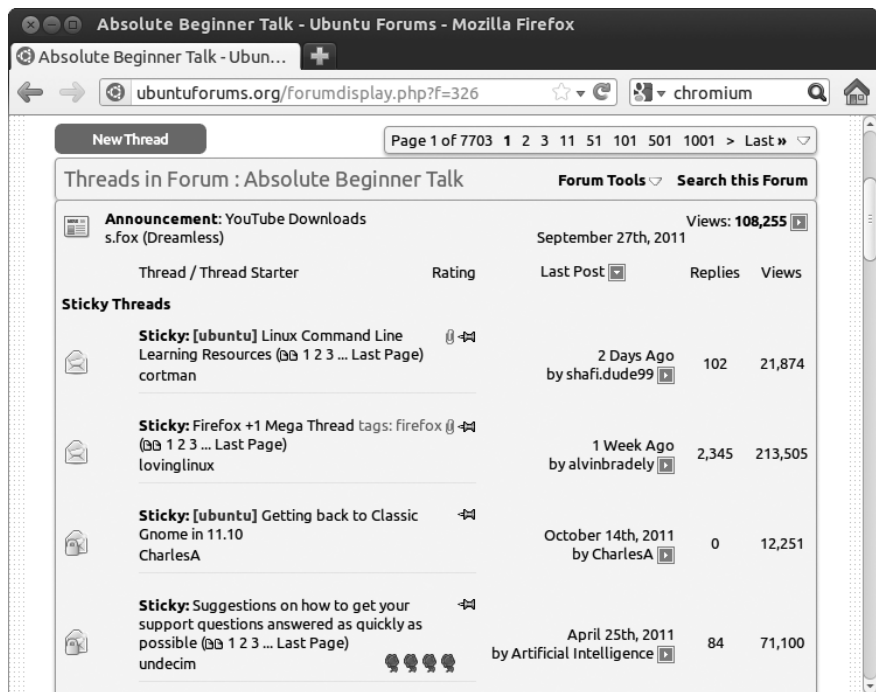 Absolute Beginner Talk - Ubuntu Forums - Mozilla Firefox
Absolute Beginner Talk - Ubun...
ubuntuforums.org/forumdisplay.php?f=326
chromium
New Thread
Page 1 of 7703 1 2 3 11 51 101 501 1001 > Last »
Threads in Forum : Absolute Beginner Talk
Forum Tools
Search this Forum
Announcement: YouTube Downloads
s.fox (Dreamless)
Views: 108,255
September 27th, 2011
Thread / Thread Starter Rating Last Post Replies Views
Sticky Threads
Sticky: [ubuntu] Linux Command Line
Learning Resources ( 1 2 3 ... Last Page)
cortman
2 Days Ago
by shafi.dude99
102
21,874
Sticky: Firefox +1 Mega Thread tags: firefox
( 1 2 3 ... Last Page)
lovinglinux
1 Week Ago
by alvinbradely
2,345
213,505
Sticky: [ubuntu] Getting back to Classic
Gnome in 11.10
CharlesA
October 14th, 2011
by CharlesA
0
12,251
Sticky: Suggestions on how to get your
support questions answered as quickly as
possible ( 1 2 3 ... Last Page)
undecim
April 25th, 2011
by Artificial Intelligence
84
71,100